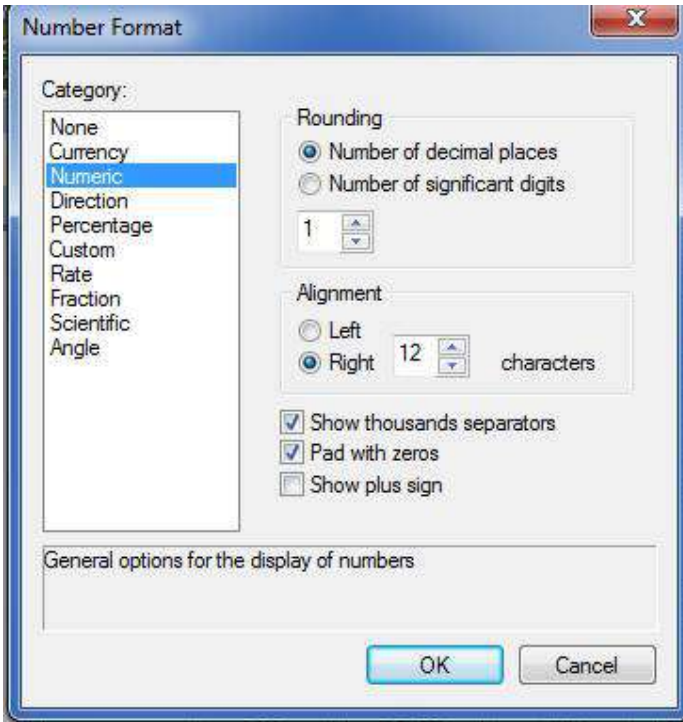 Number Format
Category:
None
Currency
Numeric
Direction
Percentage
Custom
Rate
Fraction
Scientific
Angle
Rounding
Number of decimal places
Number of significant digits
1
Alignment
Left
Right 12 characters
Show thousands separators
Pad with zeros
Show plus sign
General options for the display of numbers
OK Cancel